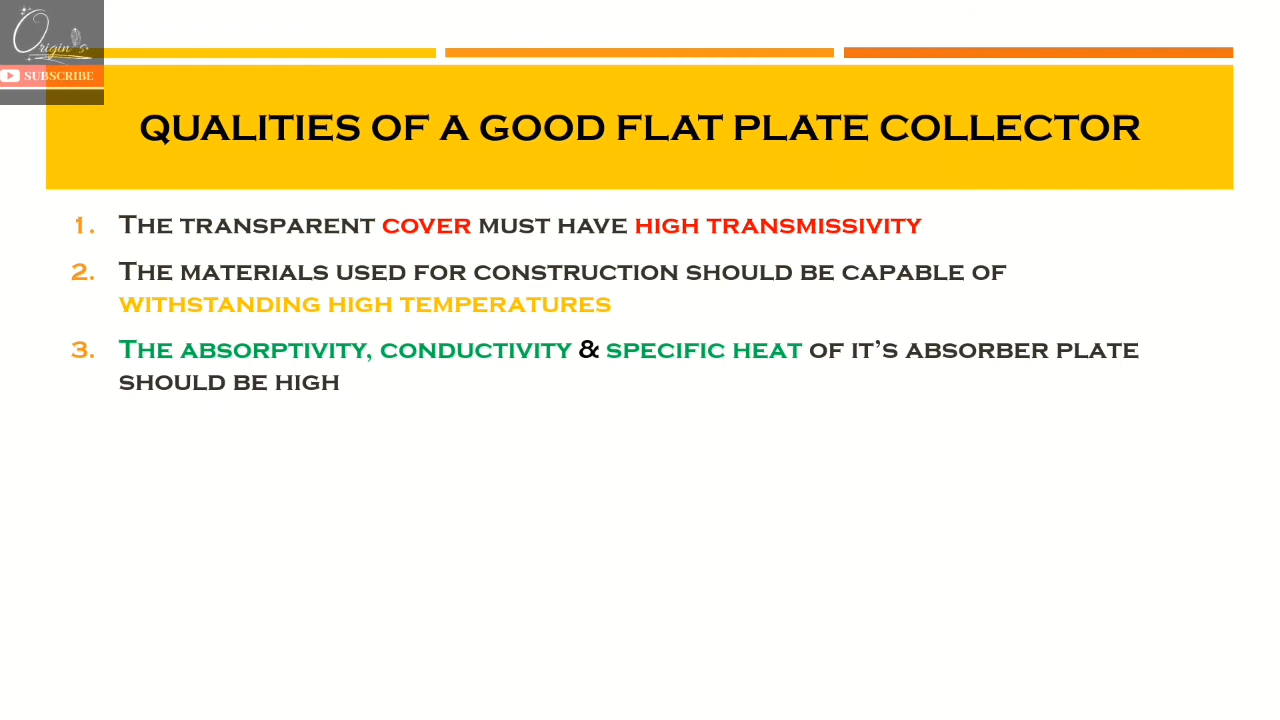 Origin's
SUBSCRIBE
QUALITIES OF A GOOD FLAT PLATE COLLECTOR
1. THE TRANSPARENT COVER MUST HAVE HIGH TRANSMISSIVITY
2. THE MATERIALS USED FOR CONSTRUCTION SHOULD BE CAPABLE OF
WITHSTANDING HIGH TEMPERATURES
3. THE ABSORPTIVITY, CONDUCTIVITY & SPECIFIC HEAT OF IT’S ABSORBER PLATE
SHOULD BE HIGH